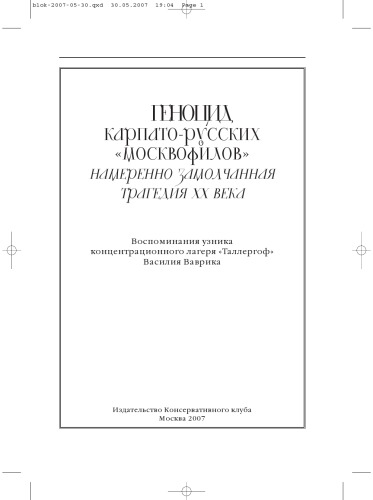 blok-2007-05-30.qxd 30.05.2007 19:04 Page 1
ГЕНОЦИД
КАРПАТО-РУССКИХ
«МОСКВОФИЛОВ»
НАМЕРЕННО ЗАМОЛЧАННАЯ
ТРАГЕДИЯ XX ВЕКА
Воспоминания узника
концентрационного лагеря «Таллергоф»
Василия Ваврика
Издательство Консервативного клуба
Москва 2007